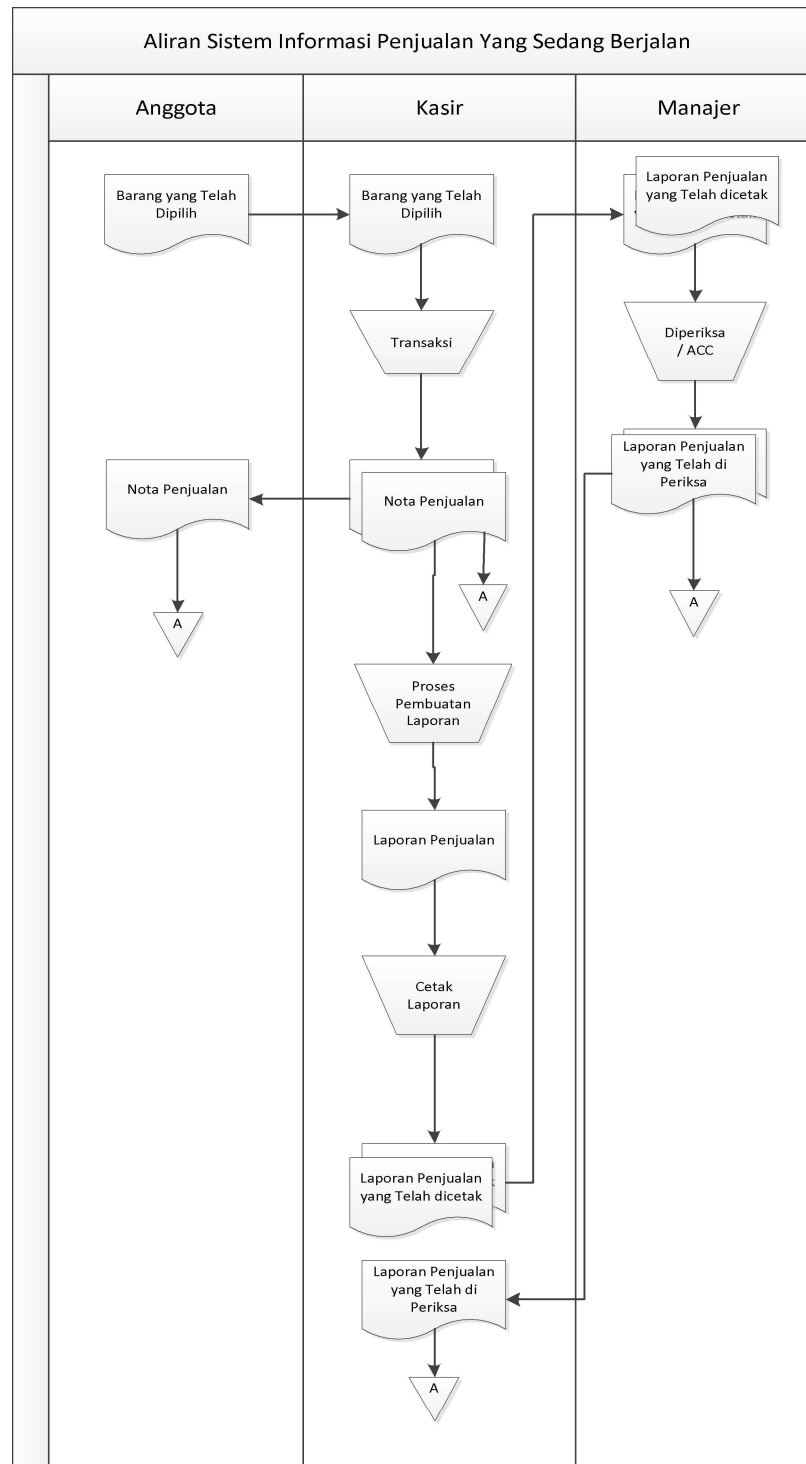 Aliran Sistem Informasi Penjualan Yang Sedang Berjalan
Anggota
Kasir
Manajer
Barang yang Telah
Dipilih
Barang yang Telah
Dipilih
Laporan Penjualan
yang Telah dicetak
Transaksi
Diperiksa
/ ACC
Nota Penjualan
Nota Penjualan
Laporan Penjualan
yang Telah di
Periksa
A
A
A
Proses
Pembuatan
Laporan
Laporan Penjualan
Cetak
Laporan
Laporan Penjualan
yang Telah dicetak
Laporan Penjualan
yang Telah di
Periksa
A